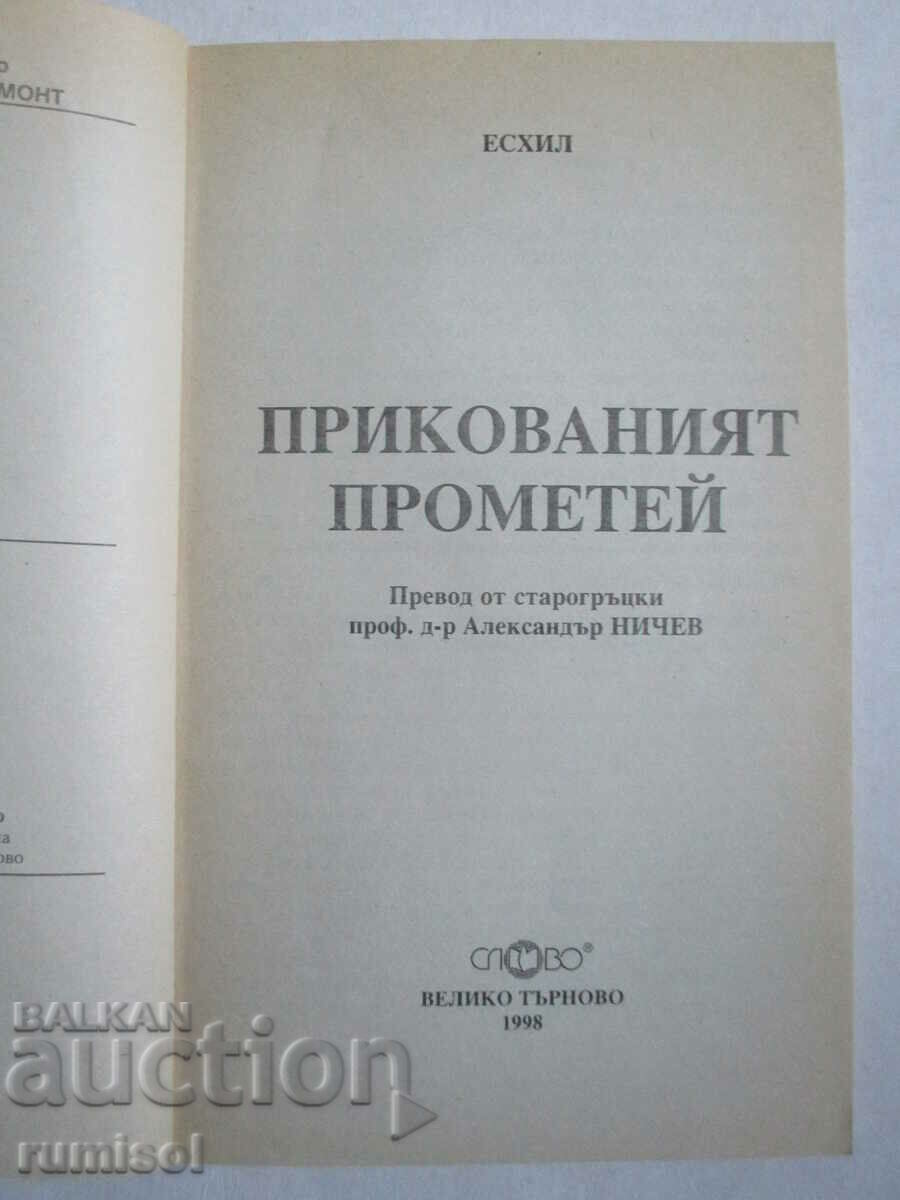 МОНТ
ЕСХИЛ
ПРИКОВАНИЯТ
ПРОМЕТЕЙ
Превод от старогръцки
проф. д-р Александър НИЧЕВ
СЛОВО®
ВЕЛИКО ТЪРНОВО
1998
BALKAN
auction
rumisol